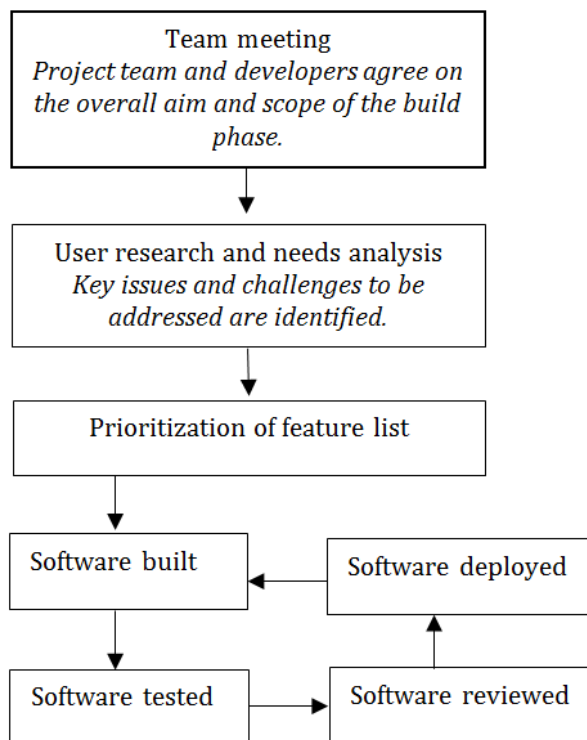 Team meeting
Project team and developers agree on
the overall aim and scope of the build
phase.
User research and needs analysis
Key issues and challenges to be
addressed are identified.
Prioritization of feature list
Software built
Software deployed
Software tested
Software reviewed